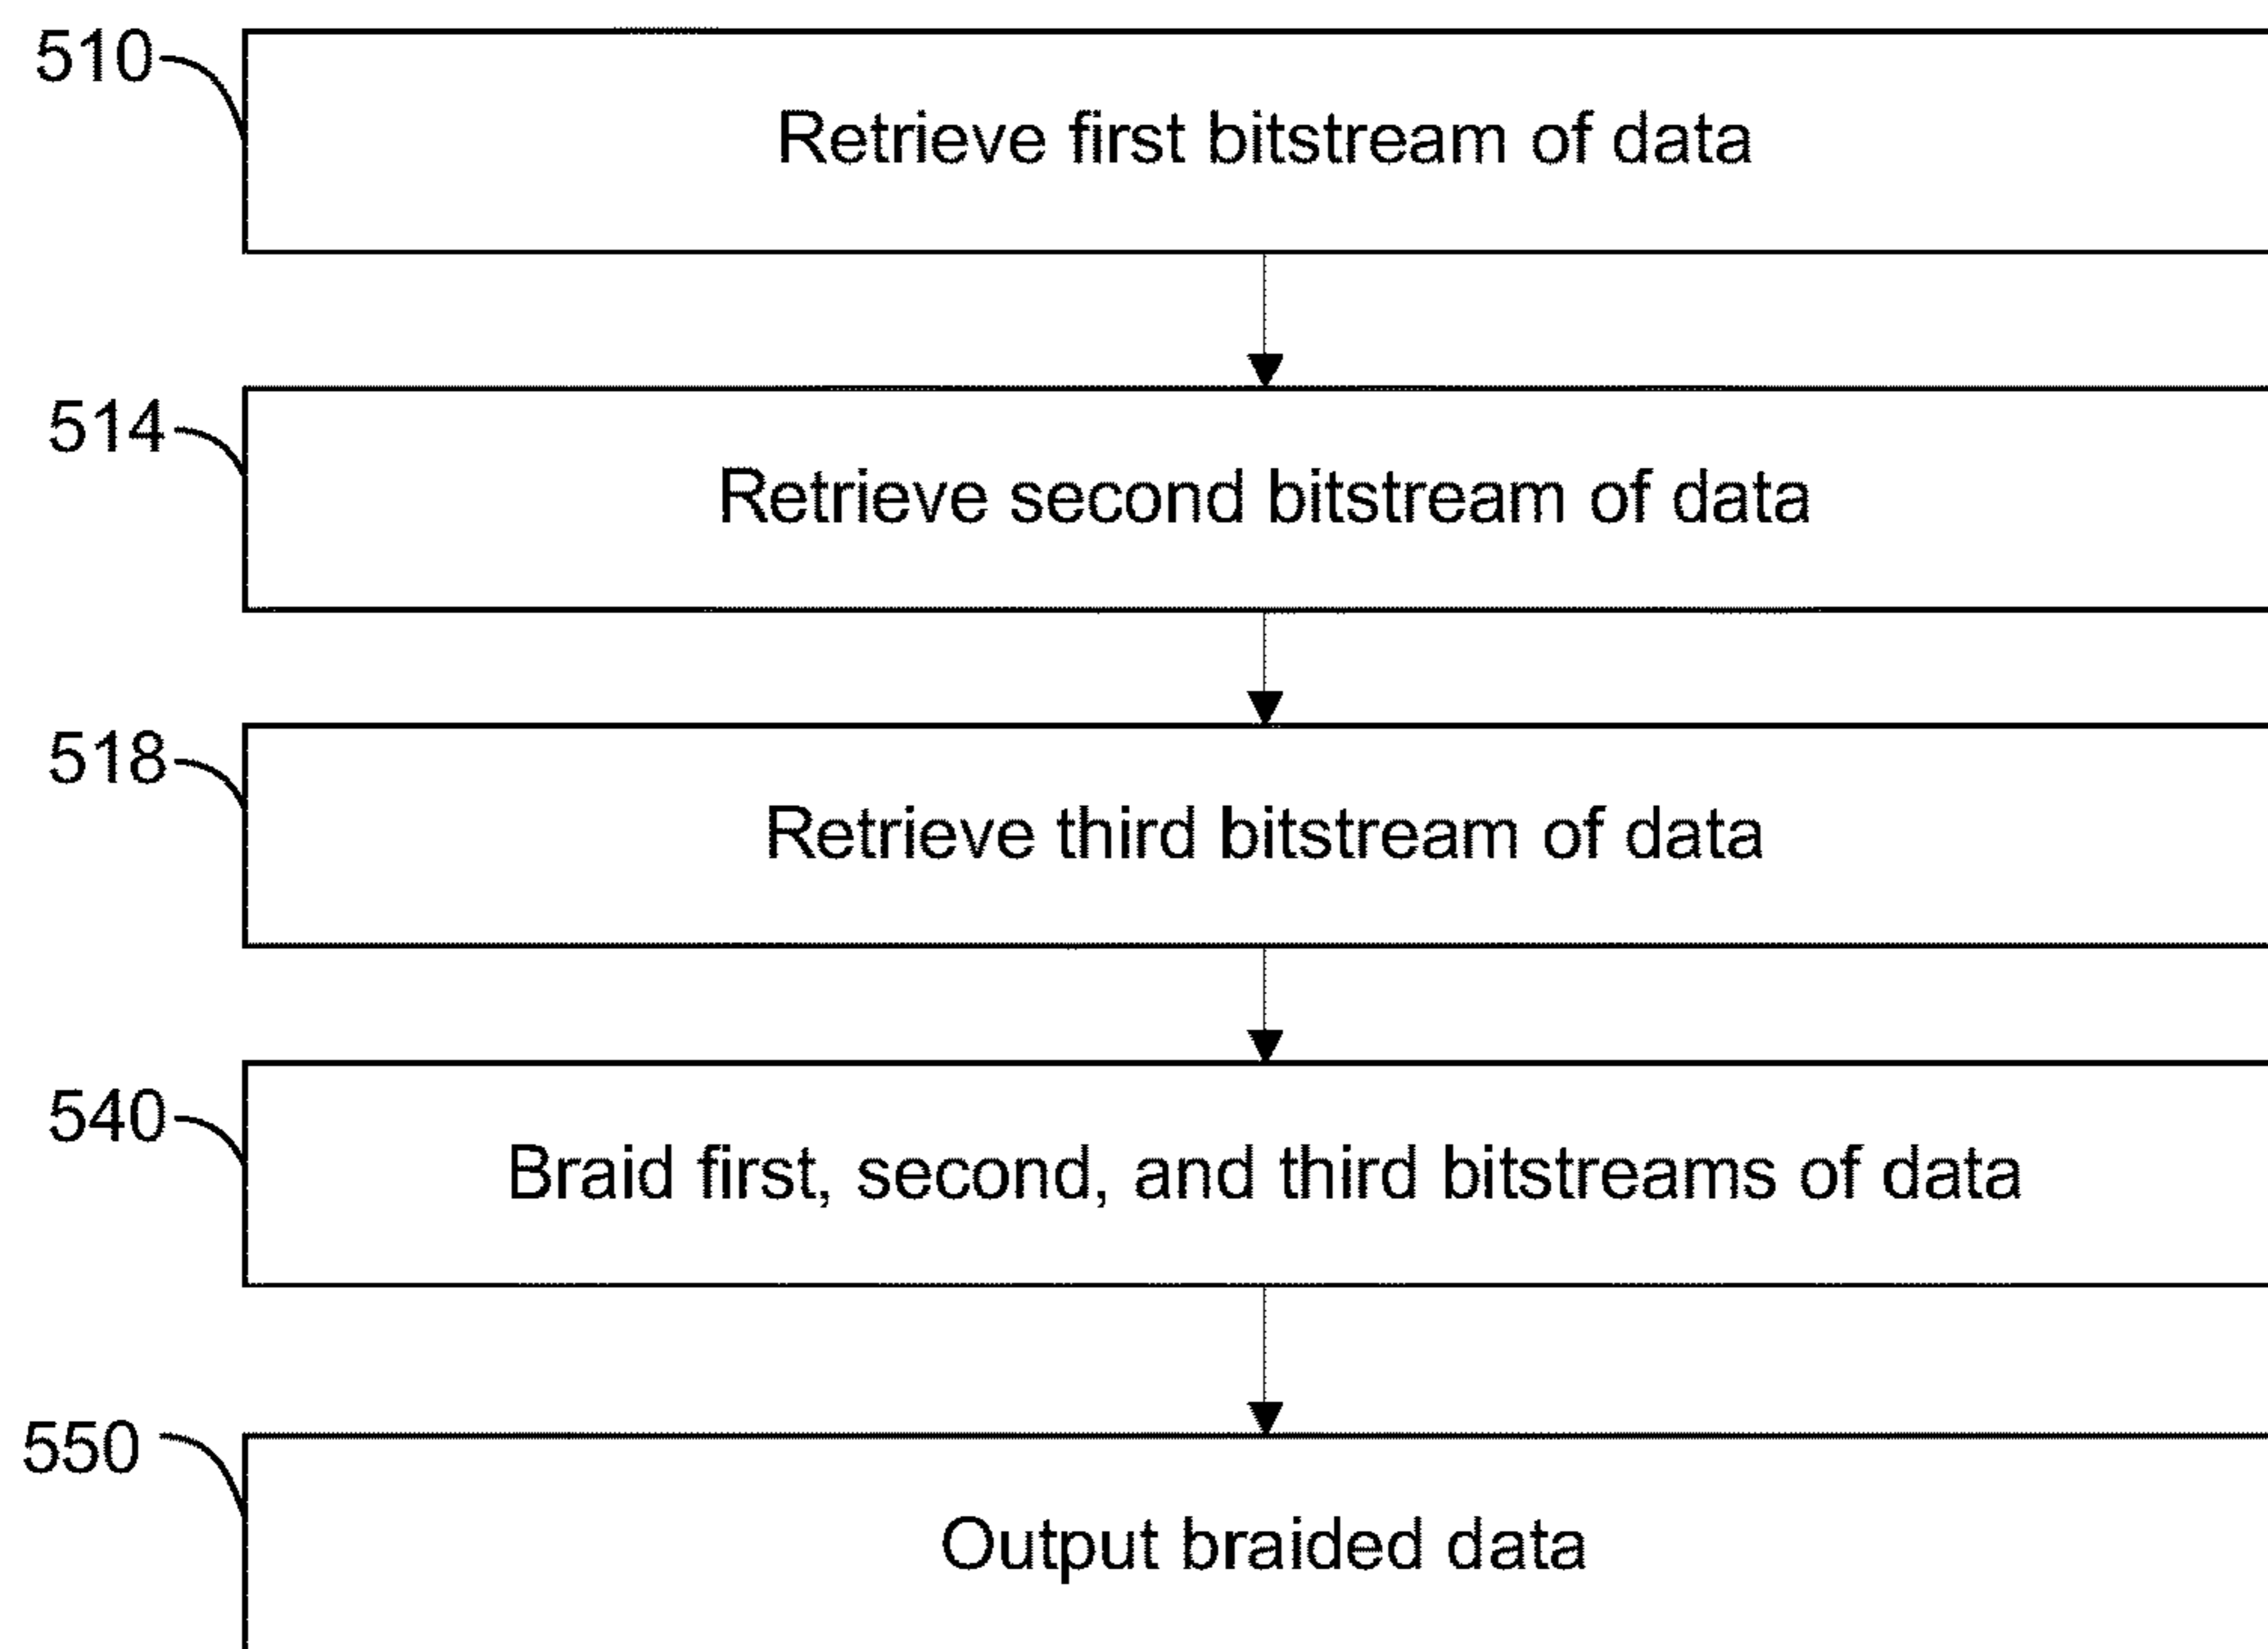 510
Retrieve first bitstream of data
514
Retrieve second bitstream of data
518
Retrieve third bitstream of data
540
Braid first, second, and third bitstreams of data
550
Output braided data